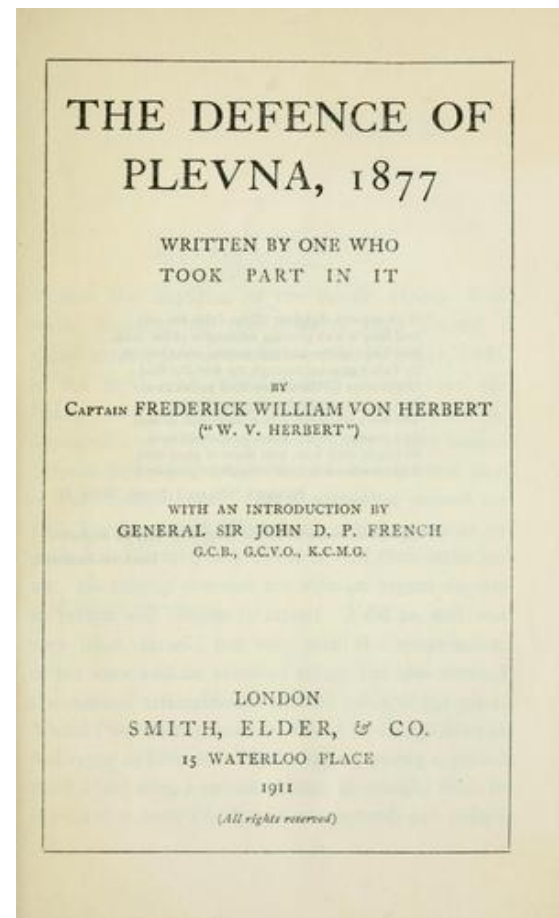 THE DEFENCE OF
PLEVNA, 1877
WRITTEN BY ONE WHO
TOOK PART IN IT
BY
CAPTAIN FREDERICK WILLIAM VON HERBERT
("W. V. HERBERT")
WITH AN INTRODUCTION BY
GENERAL SIR JOHN D. P. FRENCH
G.C.B., G.C.V.O., K.C.M.G.
LONDON
SMITH, ELDER, & CO.
15 WATERLOO PLACE
1911
(All rights reserved)